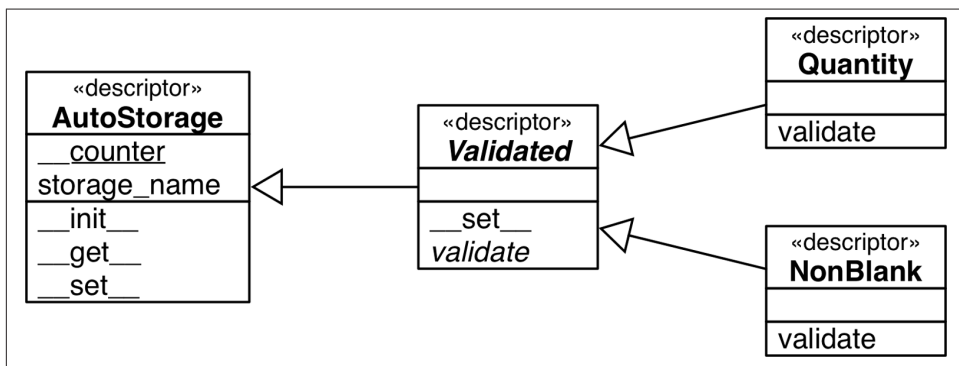 «descriptor»
AutoStorage
__counter
storage_name
__init__
__get__
__set__
«descriptor»
Validated
__set__
validate
«descriptor»
Quantity
validate
«descriptor»
NonBlank
validate